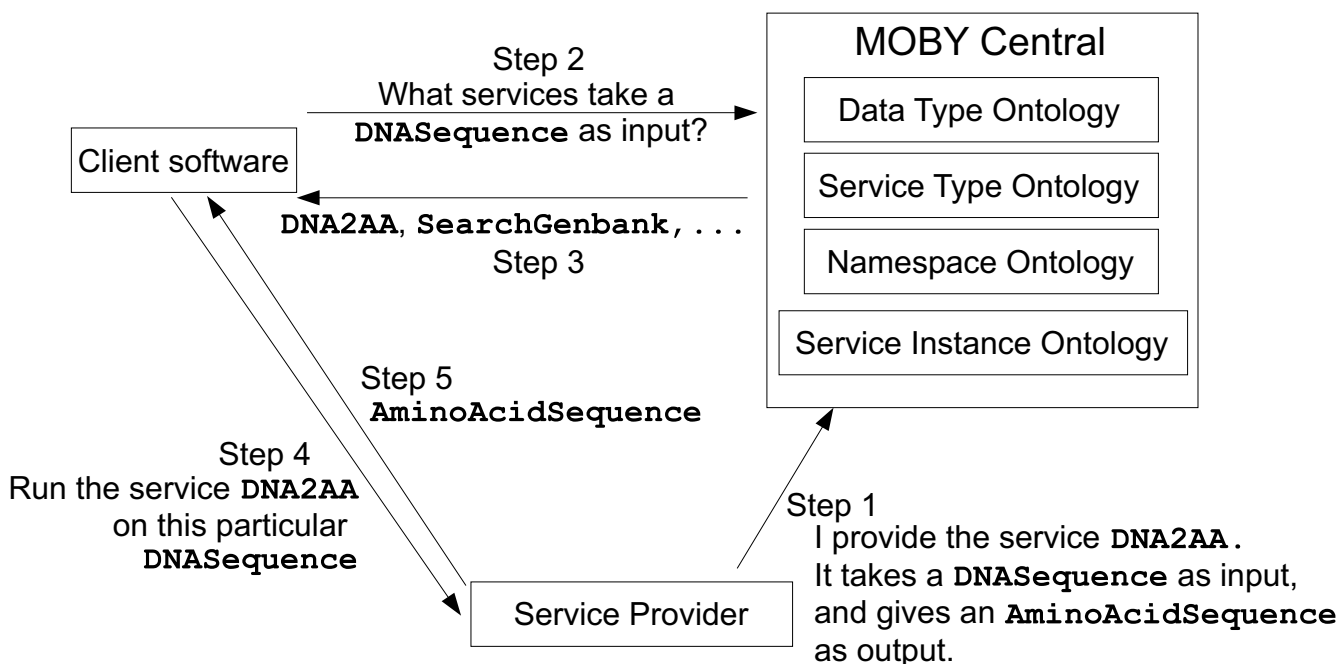 MOBY Central
Data Type Ontology
Service Type Ontology
Namespace Ontology
Service Instance Ontology
Step 2
What services take a
DNASequence as input?
Client software
DNA2AA, SearchGenbank,...
Step 3
Step 5
AminoAcidSequence
Step 4
Run the service DNA2AA
on this particular
DNASequence
Step 1
I provide the service DNA2AA.
It takes a DNASequence as input,
and gives an AminoAcidSequence
as output.
Service Provider